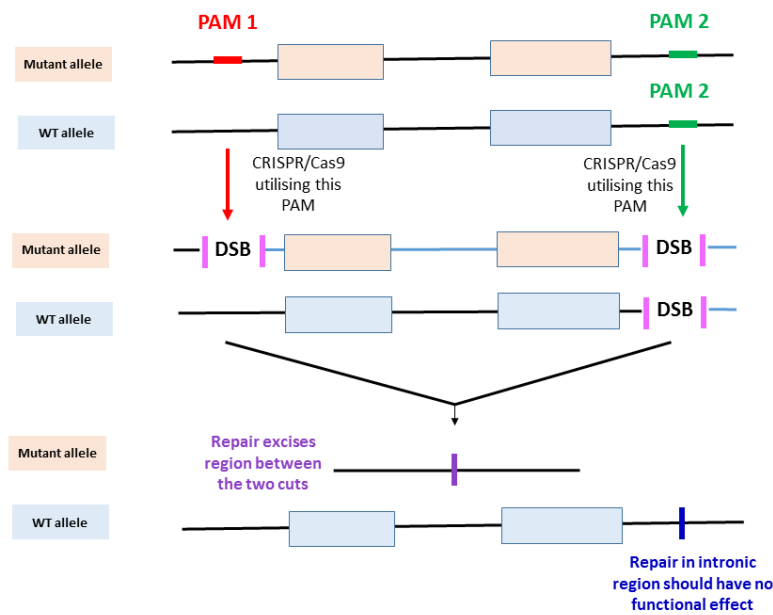 PAM 1
PAM 2
Mutant allele
PAM 2
WT allele
CRISPR/Cas9
utilising this
PAM
CRISPR/Cas9
utilising this
PAM
Mutant allele
DSB
DSB
WT allele
DSB
Mutant allele
Repair excises
region between
the two cuts
WT allele
Repair in intronic
region should have no
functional effect